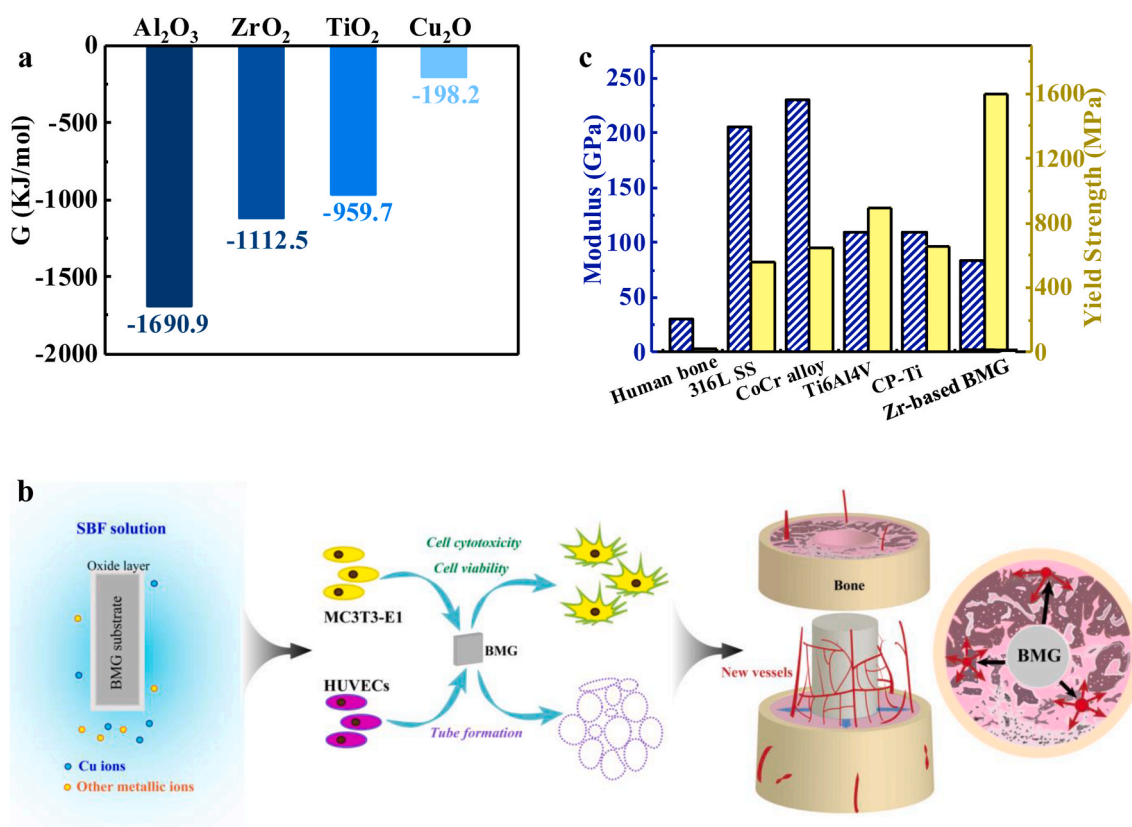 a
Al₂O₃ ZrO₂ TiO₂ Cu₂O
0
-500
-1000
-1500
-2000
G (KJ/mol)
-1690.9
-1112.5
-959.7
-198.2
c
250
200
150
100
50
0
Modulus (GPa)
1600
1200
800
400
0
Yield Strength (MPa)
Human bone
316L SS
CoCr alloy
Ti6Al4V
CP-Ti
Zr-based BMG
b
SBF solution
Oxide layer
BMG substrate
Cu ions
Other metallic ions
MC3T3-E1
Cell cytotoxicity
Cell viability
BMG
HUVECs
Tube formation
Bone
New vessels
BMG